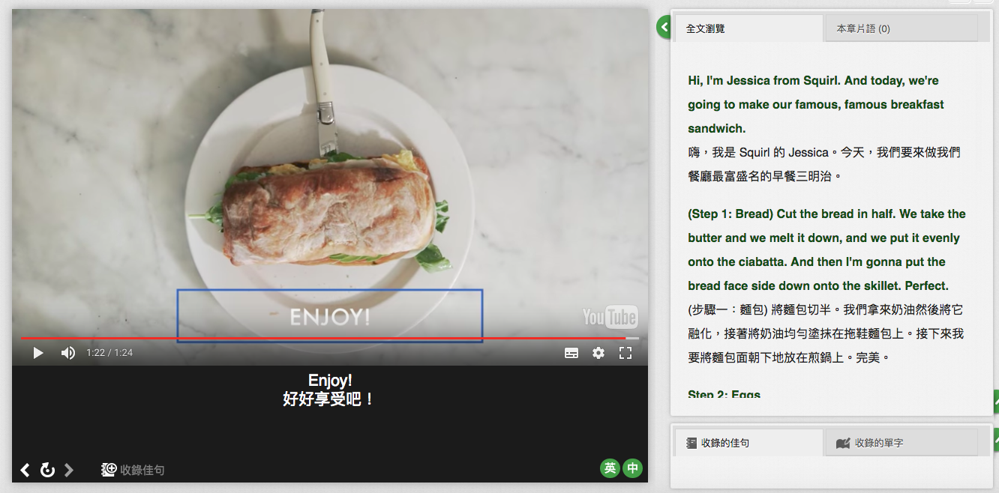 ENJOY!
YouTube
1:22 / 1:24
Enjoy!
好好享受吧！
收錄佳句
英 中
全文瀏覽
本章片語 (0)
Hi, I'm Jessica from Squirl. And today, we're
going to make our famous, famous breakfast
sandwich.
嗨，我是 Squirl 的 Jessica。今天，我們要來做我們
餐廳最富盛名的早餐三明治。
(Step 1: Bread) Cut the bread in half. We take the
butter and we melt it down, and we put it evenly
onto the ciabatta. And then I'm gonna put the
bread face side down onto the skillet. Perfect.
(步驟一：麵包) 將麵包切半。我們拿來奶油然後將它
融化，接著將奶油均勻塗抹在拖鞋麵包上。接下來我
要將麵包面朝下地放在煎鍋上。完美。
Step 2: Eggs
收錄的佳句
收錄的單字